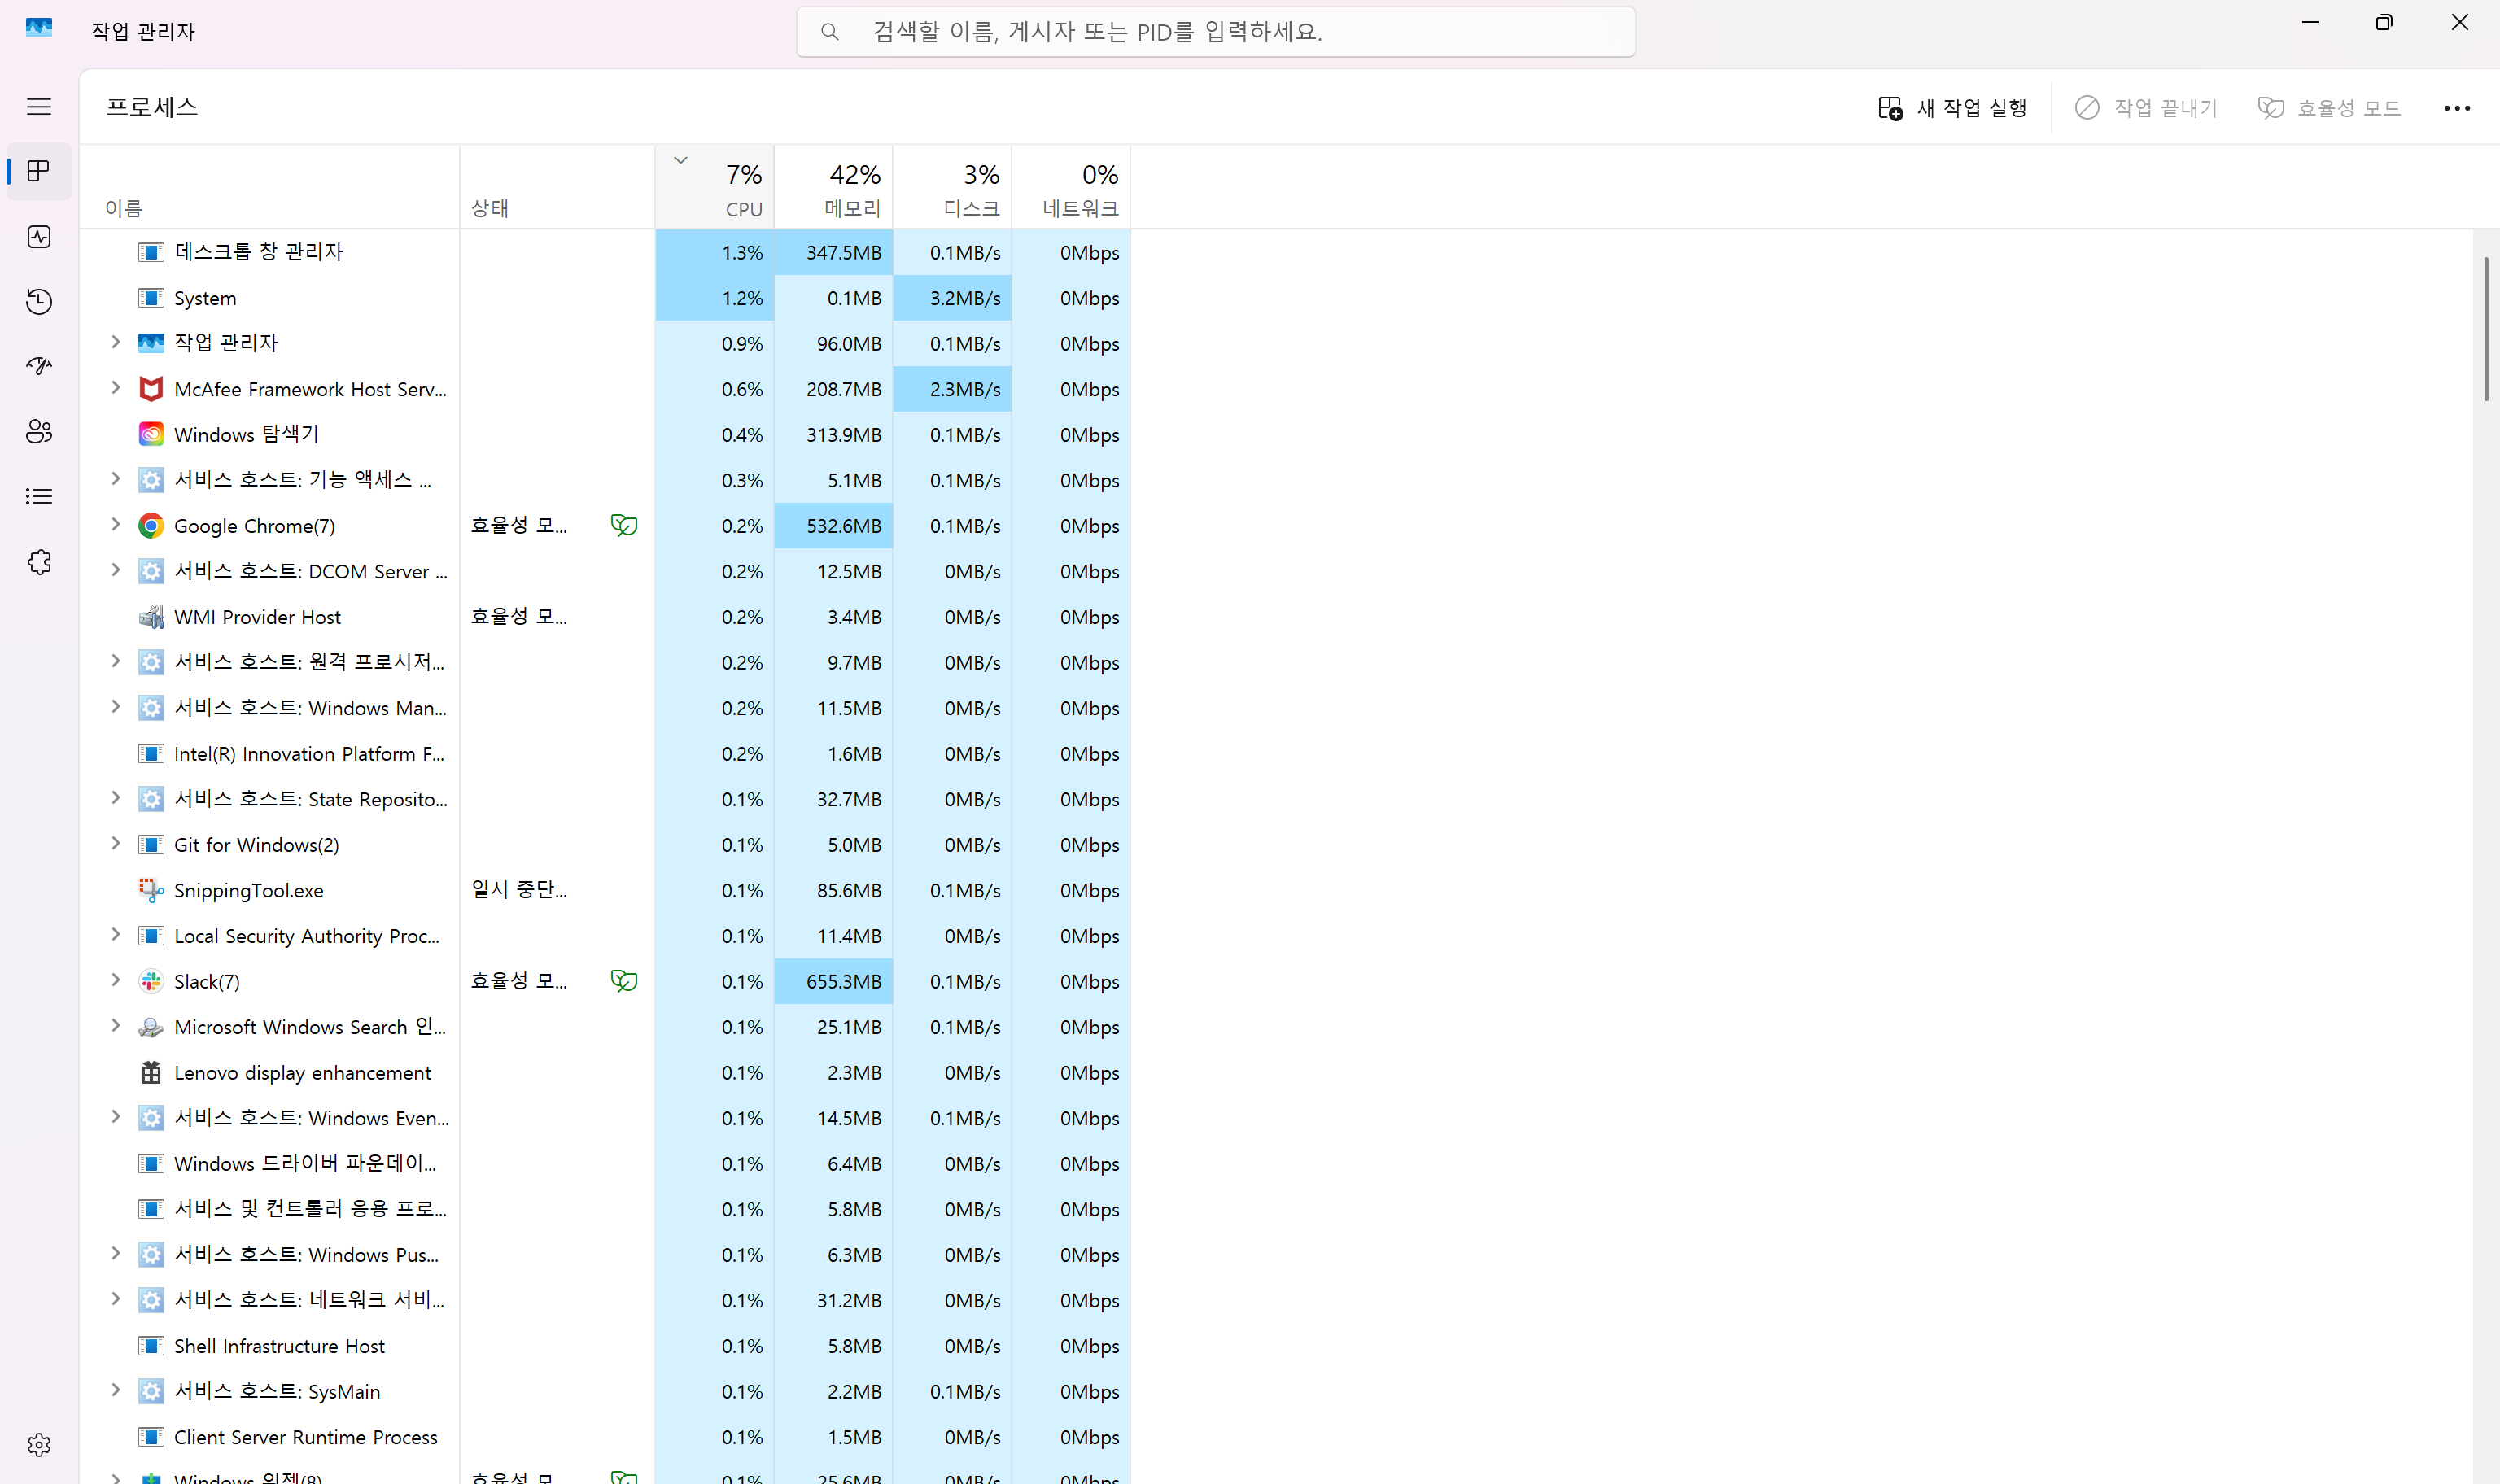 작업 관리자
검색할 이름, 게시자 또는 PID를 입력하세요.
프로세스
새 작업 실행
작업 끝내기
효율성 모드
7% 42% 3% 0%
이름 상태 CPU 메모리 디스크 네트워크
데스크톱 창 관리자 1.3% 347.5MB 0.1MB/s 0Mbps
System 1.2% 0.1MB 3.2MB/s 0Mbps
작업 관리자 0.9% 96.0MB 0.1MB/s 0Mbps
McAfee Framework Host Serv... 0.6% 208.7MB 2.3MB/s 0Mbps
Windows 탐색기 0.4% 313.9MB 0.1MB/s 0Mbps
서비스 호스트: 기능 액세스 ... 0.3% 5.1MB 0.1MB/s 0Mbps
Google Chrome(7) 효율성 모... 0.2% 532.6MB 0.1MB/s 0Mbps
서비스 호스트: DCOM Server ... 0.2% 12.5MB 0MB/s 0Mbps
WMI Provider Host 효율성 모... 0.2% 3.4MB 0MB/s 0Mbps
서비스 호스트: 원격 프로시저... 0.2% 9.7MB 0MB/s 0Mbps
서비스 호스트: Windows Man... 0.2% 11.5MB 0MB/s 0Mbps
Intel(R) Innovation Platform F... 0.2% 1.6MB 0MB/s 0Mbps
서비스 호스트: State Reposito... 0.1% 32.7MB 0MB/s 0Mbps
Git for Windows(2) 0.1% 5.0MB 0MB/s 0Mbps
SnippingTool.exe 일시 중단... 0.1% 85.6MB 0.1MB/s 0Mbps
Local Security Authority Proc... 0.1% 11.4MB 0MB/s 0Mbps
Slack(7) 효율성 모... 0.1% 655.3MB 0.1MB/s 0Mbps
Microsoft Windows Search 인... 0.1% 25.1MB 0.1MB/s 0Mbps
Lenovo display enhancement 0.1% 2.3MB 0MB/s 0Mbps
서비스 호스트: Windows Even... 0.1% 14.5MB 0.1MB/s 0Mbps
Windows 드라이버 파운데이... 0.1% 6.4MB 0MB/s 0Mbps
서비스 및 컨트롤러 응용 프로... 0.1% 5.8MB 0MB/s 0Mbps
서비스 호스트: Windows Pus... 0.1% 6.3MB 0MB/s 0Mbps
서비스 호스트: 네트워크 서비... 0.1% 31.2MB 0MB/s 0Mbps
Shell Infrastructure Host 0.1% 5.8MB 0MB/s 0Mbps
서비스 호스트: SysMain 0.1% 2.2MB 0.1MB/s 0Mbps
Client Server Runtime Process 0.1% 1.5MB 0MB/s 0Mbps
Windows 위젯(8) 효율성 모... 0.1% 25.6MB 0MB/s 0Mbps